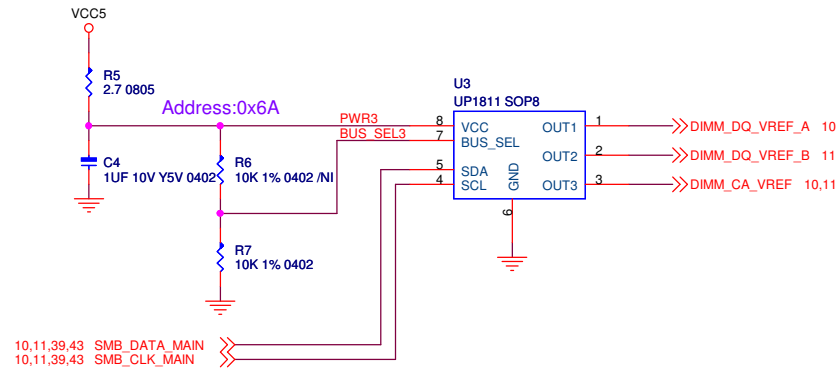 VCC5
R5
2.7 0805
Address:0x6A
U3
UP1811 SOP8
PWR3
BUS_SEL3
8 VCC OUT1 1 DIMM_DQ_VREF_A 10
7 BUS_SEL
OUT2 2 DIMM_DQ_VREF_B 11
C4
1UF 10V Y5V 0402
R6
10K 1% 0402 /NI
5 SDA
4 SCL
GND
6
OUT3 3 DIMM_CA_VREF 10,11
R7
10K 1% 0402
10,11,39,43 SMB_DATA_MAIN
10,11,39,43 SMB_CLK_MAIN